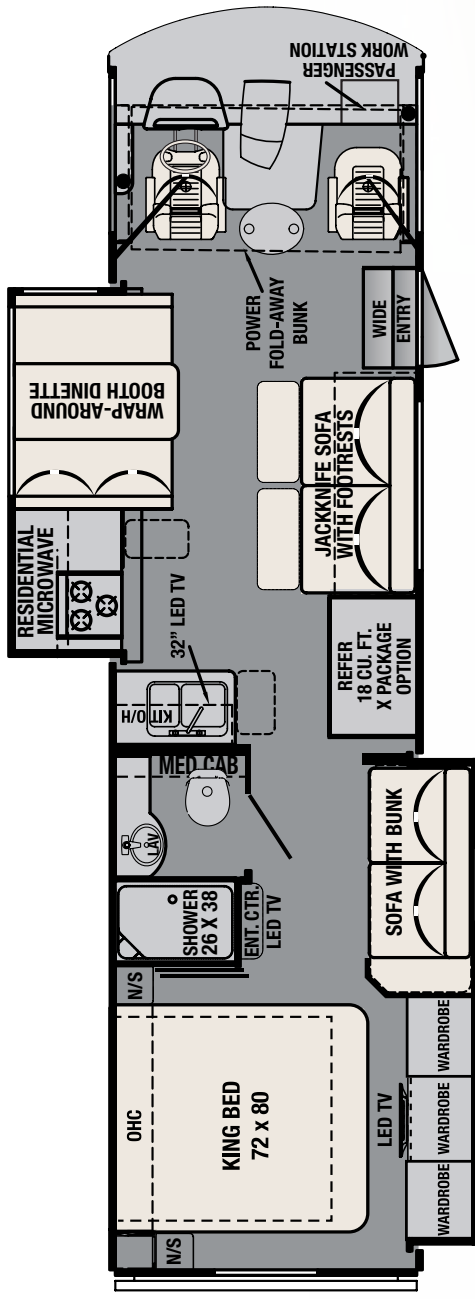 PASSENGER
WORK STATION
POWER
FOLD-AWAY
BUNK
WIDE
ENTRY
WRAP-AROUND
BOOTH DINETTE
JACKKNIFE SOFA
WITH FOOTRESTS
RESIDENTIAL
MICROWAVE
32" LED TV
REFER
18 CU. FT.
X PACKAGE
OPTION
KIT O/H
MED CAB
LAV
SOFA WITH BUNK
SHOWER
26 X 38
ENT. CTR.
LED TV
N/S
OHC
KING BED
72 x 80
LED TV
WARDROBE
WARDROBE
WARDROBE
N/S